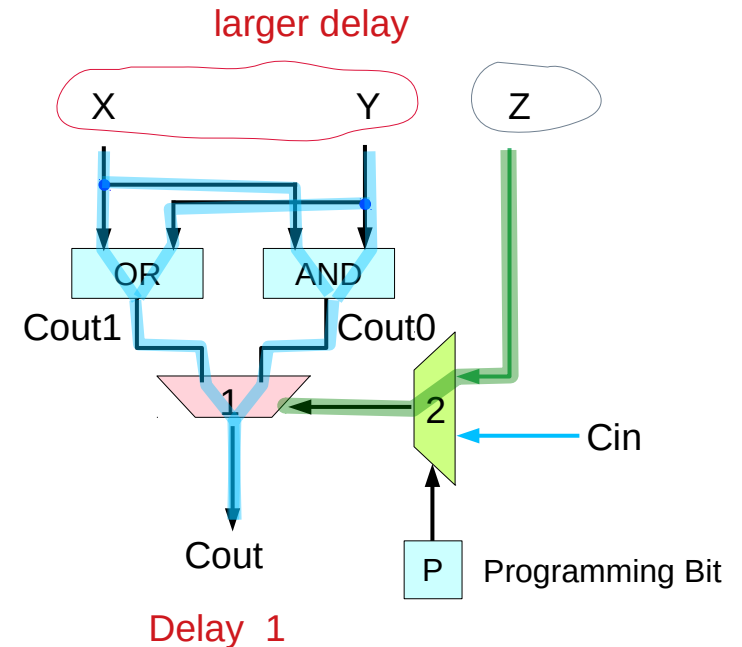 larger delay
X Y Z
OR AND
Cout1 Cout0
1 2
Cin
Cout
P Programming Bit
Delay 1